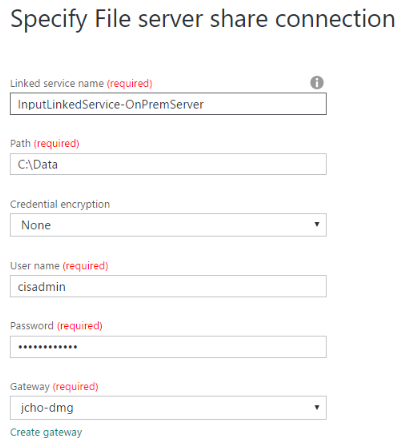 Specify File server share connection
Linked service name (required)
InputLinkedService-OnPremServer
Path (required)
C:\Data
Credential encryption
None
User name (required)
cisadmin
Password (required)
••••••••••••
Gateway (required)
jcho-dmg
Create gateway